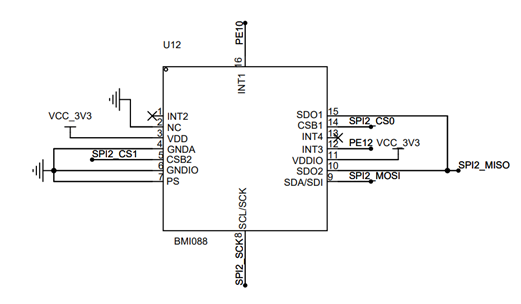 PE10
U12
16
INT1
1 INT2
2 NC
VCC_3V3
3 VDD
4 GNDA
SPI2_CS1 5 CSB2
6 GNDIO
7 PS
SDO1 15
CSB1 14 SPI2_CS0
INT4 13
INT3 12 PE12 VCC_3V3
VDDIO 11
SDO2 10 SPI2_MISO
SDA/SDI 9 SPI2_MOSI
SCL/SCK
8
BMI088
SPI2_SCK